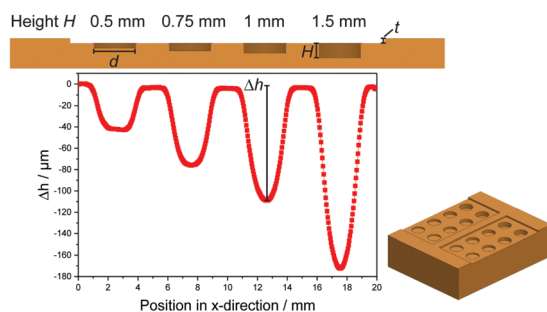 Height H 0.5 mm 0.75 mm 1 mm 1.5 mm t
d
H
Δh
0
-20
-40
-60
-80
-100
-120
-140
-160
-180
Δh / µm
0 2 4 6 8 10 12 14 16 18 20
Position in x-direction / mm